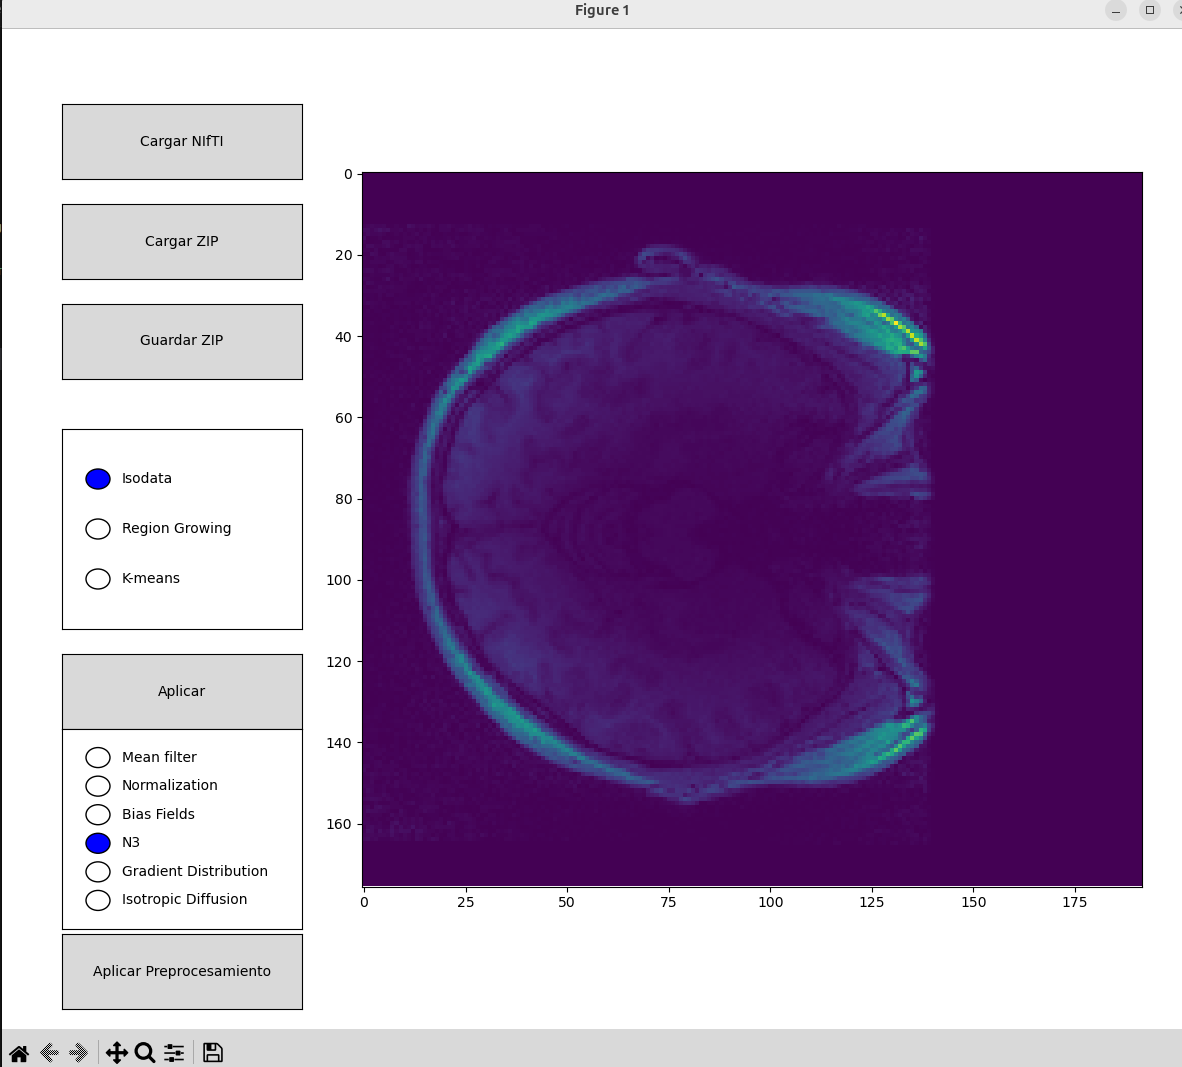 Figure 1
Cargar NIfTI
Cargar ZIP
Guardar ZIP
Isodata
Region Growing
K-means
Aplicar
Mean filter
Normalization
Bias Fields
N3
Gradient Distribution
Isotropic Diffusion
Aplicar Preprocesamiento
0
20
40
60
80
100
120
140
160
0 25 50 75 100 125 150 175